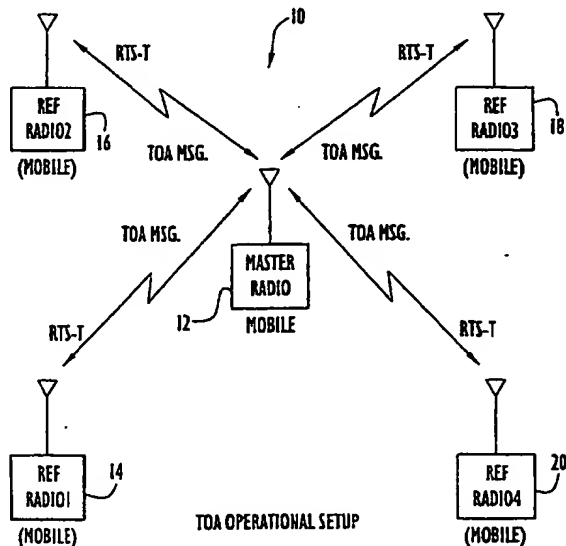 10
RTS-T
RTS-T
REF
RADIO2
16
(MOBILE)
REF
RADIO3
18
(MOBILE)
TOA MSG.
TOA MSG.
TOA MSG.
TOA MSG.
MASTER
RADIO
12
MOBILE
RTS-T
RTS-T
REF
RADIO1
14
(MOBILE)
REF
RADIO4
20
(MOBILE)
TOA OPERATIONAL SETUP